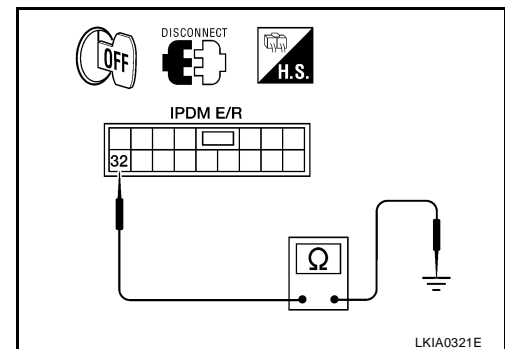 DISCONNECT
OFF
H.S.
IPDM E/R
32
Ω
LKIA0321E